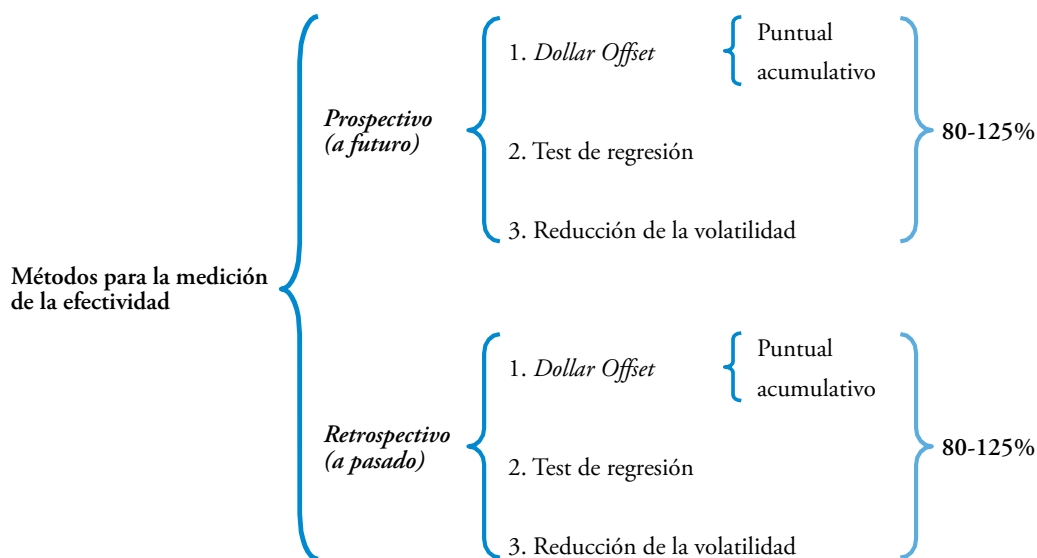 Métodos para la medición
de la efectividad
Prospectivo
(a futuro)
1. Dollar Offset
Puntual
acumulativo
2. Test de regresión
3. Reducción de la volatilidad
80-125%
Retrospectivo
(a pasado)
1. Dollar Offset
Puntual
acumulativo
2. Test de regresión
3. Reducción de la volatilidad
80-125%